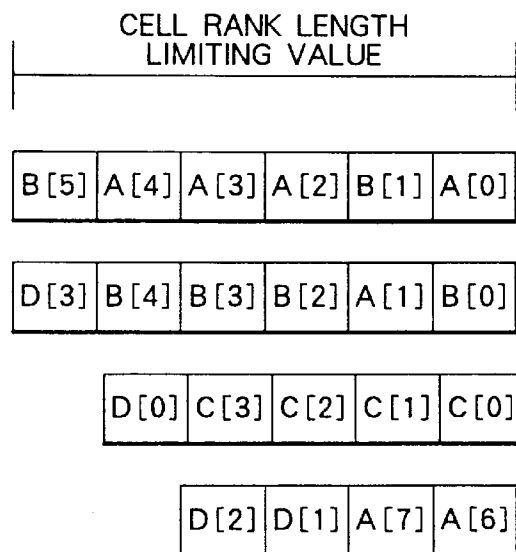 CELL RANK LENGTH
LIMITING VALUE
B[5] A[4] A[3] A[2] B[1] A[0]
D[3] B[4] B[3] B[2] A[1] B[0]
D[0] C[3] C[2] C[1] C[0]
D[2] D[1] A[7] A[6]